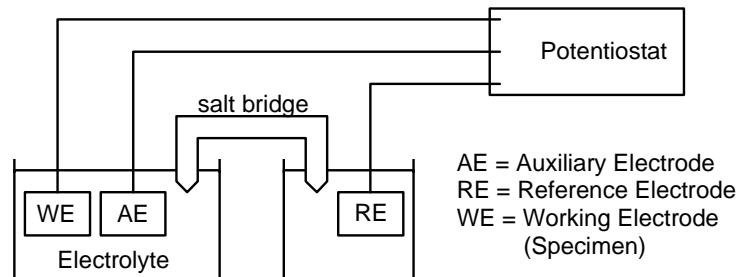 Potentiostat
salt bridge
AE = Auxiliary Electrode
RE = Reference Electrode
WE = Working Electrode
(Specimen)
WE
AE
RE
Electrolyte